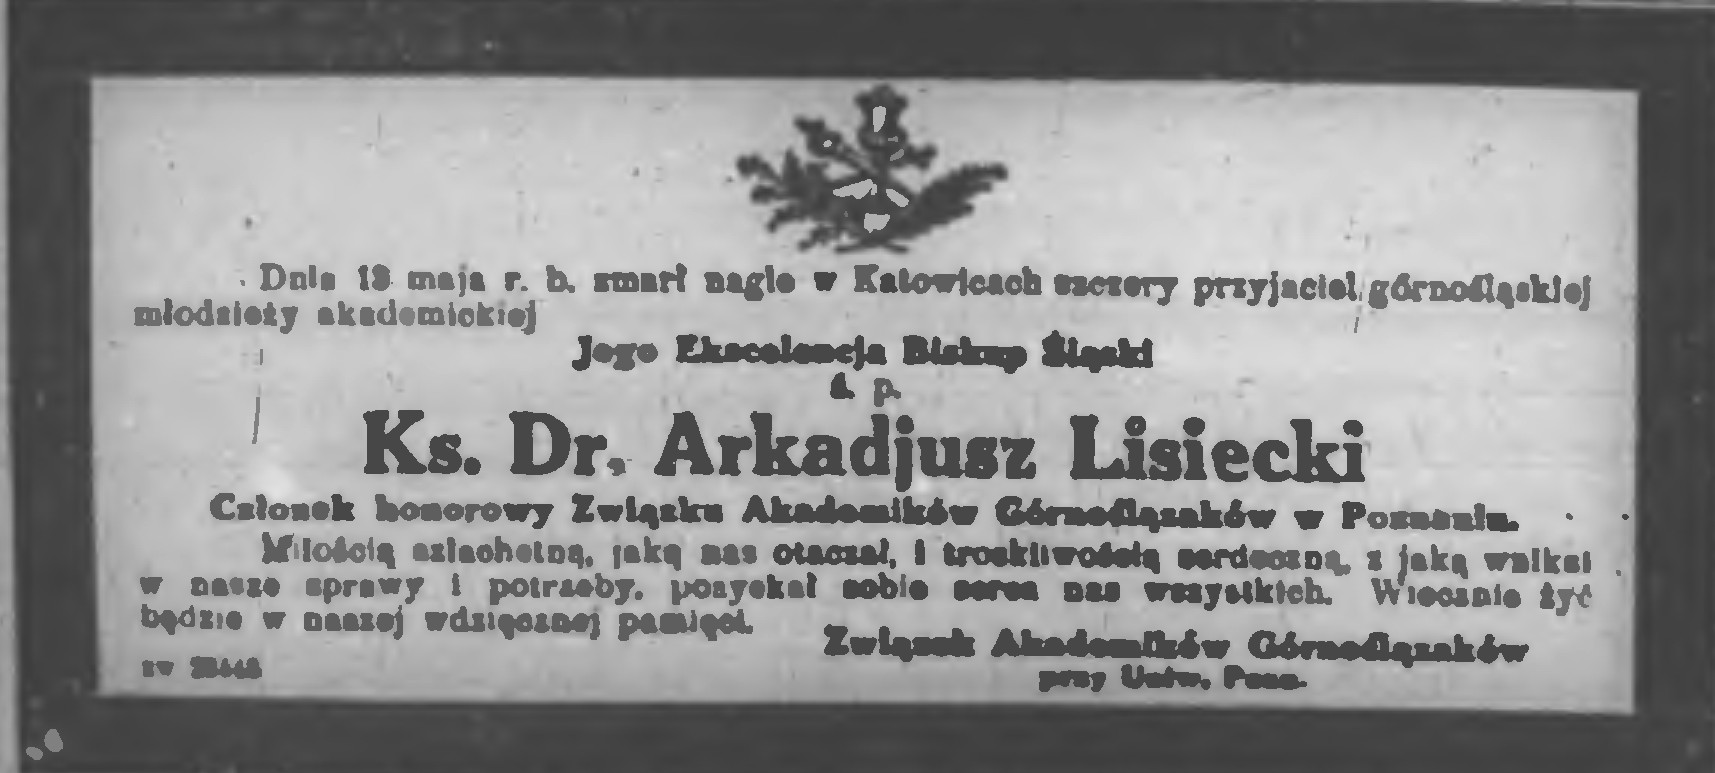 Dnia 13 maja r. b. zmarł nagle w Katowicach szczery przyjaciel górnośląskiej
młodzieży akademickiej
Jego Ekscelencja Biskup Śląski
ś. p.
Ks. Dr. Arkadjusz Lisiecki
Członek honorowy Związku Akademików Górnoślązaków w Poznaniu.
Miłością szlachetną, jaką nas otaczał, i troskliwością serdeczną, z jaką wnikał
w nasze sprawy i potrzeby, pozyskał sobie serca nas wszystkich. Wiecznie żyć
będzie w naszej wdzięcznej pamięci.
Związek Akademików Górnoślązaków
przy Uniw. Pozn.
zw